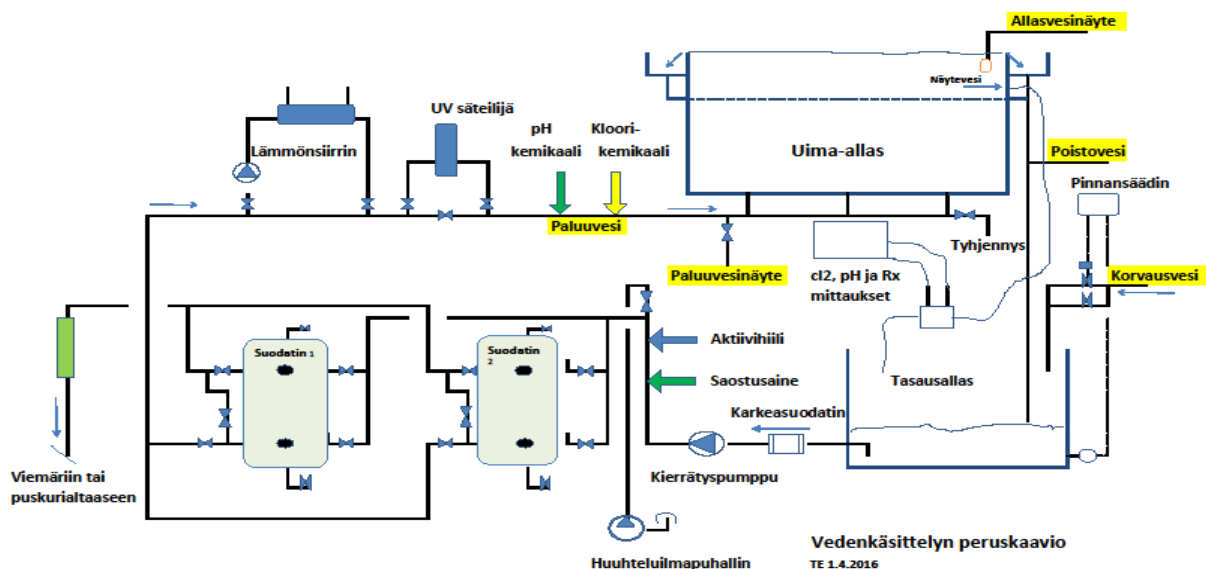 Allasvesinäyte
Näytevesi
UV säteilijä
pH
kemikaali
Kloori-
kemikaali
Lämmönsiirrin
Uima-allas
Poistovesi
Pinnansäädin
Paluuvesi
Tyhjennys
Paluuvesinäyte
cl2, pH ja Rx
mittaukset
Korvausvesi
Aktiivihiili
Suodatin 1
Suodatin
2
Saostusaine
Tasausallas
Karkeasuodatin
Kierrätyspumppu
Viemäriin tai
puskurialtaaseen
Huuhteluilmapuhallin
Vedenkäsittelyn peruskaavio
TE 1.4.2016